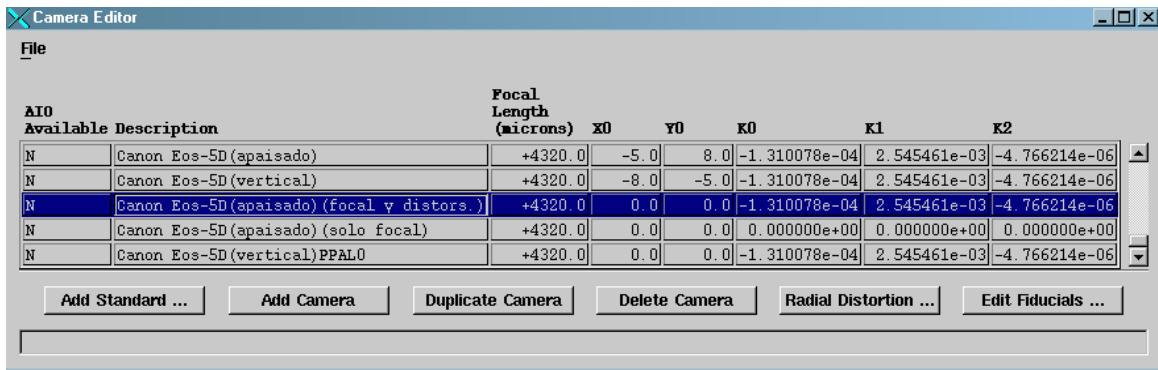 Camera Editor
File
AIO Available Description Focal Length (microns) X0 Y0 K0 K1 K2
N Canon Eos-5D(apaisado) +4320.0 -5.0 8.0 -1.310078e-04 2.545461e-03 -4.766214e-06
N Canon Eos-5D(vertical) +4320.0 -8.0 -5.0 -1.310078e-04 2.545461e-03 -4.766214e-06
N Canon Eos-5D(apaisado)(focal y distors.) +4320.0 0.0 0.0 -1.310078e-04 2.545461e-03 -4.766214e-06
N Canon Eos-5D(apaisado)(solo focal) +4320.0 0.0 0.0 0.000000e+00 0.000000e+00 0.000000e+00
N Canon Eos-5D(vertical)PPAL0 +4320.0 0.0 0.0 -1.310078e-04 2.545461e-03 -4.766214e-06
Add Standard ... Add Camera Duplicate Camera Delete Camera Radial Distortion ... Edit Fiducials ...